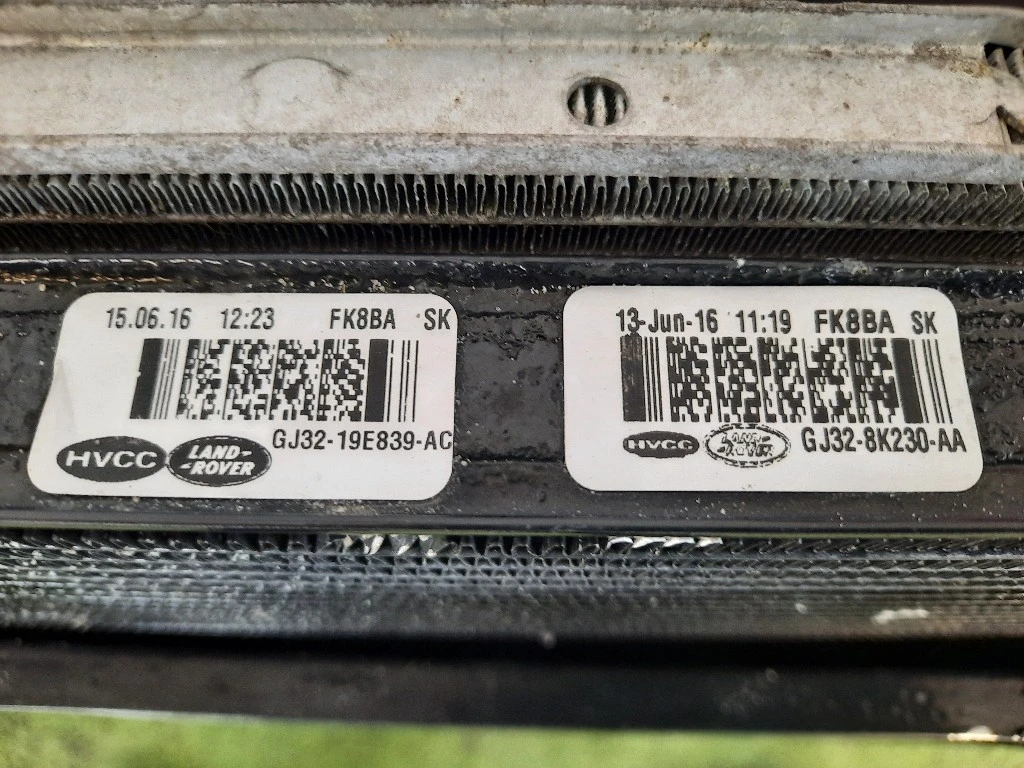 15.06.16 12:23 FK8BA SK
GJ32-19E839-AC
HVCC
LAND-
-ROVER
13-Jun-16 11:19 FK8BA SK
GJ32-8K230-AA
HVCC
LAND-
-ROVER